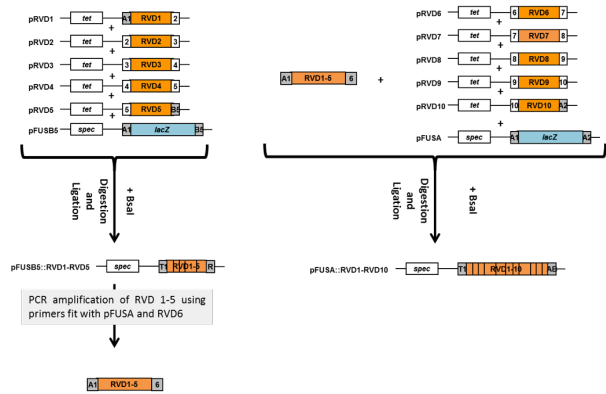 pRVD1 tet A1 RVD1 2
+
pRVD2 tet 2 RVD2 3
+
pRVD3 tet 3 RVD3 4
+
pRVD4 tet 4 RVD4 5
+
pRVD5 tet 5 RVD5 B5
+
pFUSB5 spec A1 lacZ B5
Digestion and Ligation
+ BsaI
pFUSB5::RVD1-RVD5 spec T1 RVD1-5 R
PCR amplification of RVD 1-5 using
primers fit with pFUSA and RVD6
A1 RVD1-5 6
A1 RVD1-5 6 +
pRVD6 tet 6 RVD6 7
+
pRVD7 tet 7 RVD7 8
+
pRVD8 tet 8 RVD8 9
+
pRVD9 tet 9 RVD9 10
+
pRVD10 tet 10 RVD10 A2
+
pFUSA spec A1 lacZ A2
Digestion and Ligation
+ BsaI
pFUSA::RVD1-RVD10 spec T1 RVD1-10 AB